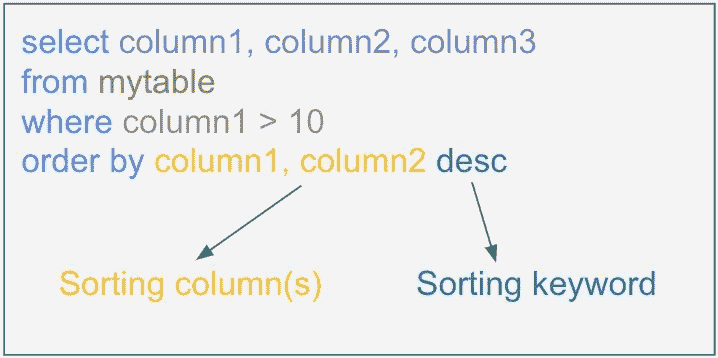 select column1, column2, column3
from mytable
where column1 > 10
order by column1, column2 desc
Sorting column(s)
Sorting keyword